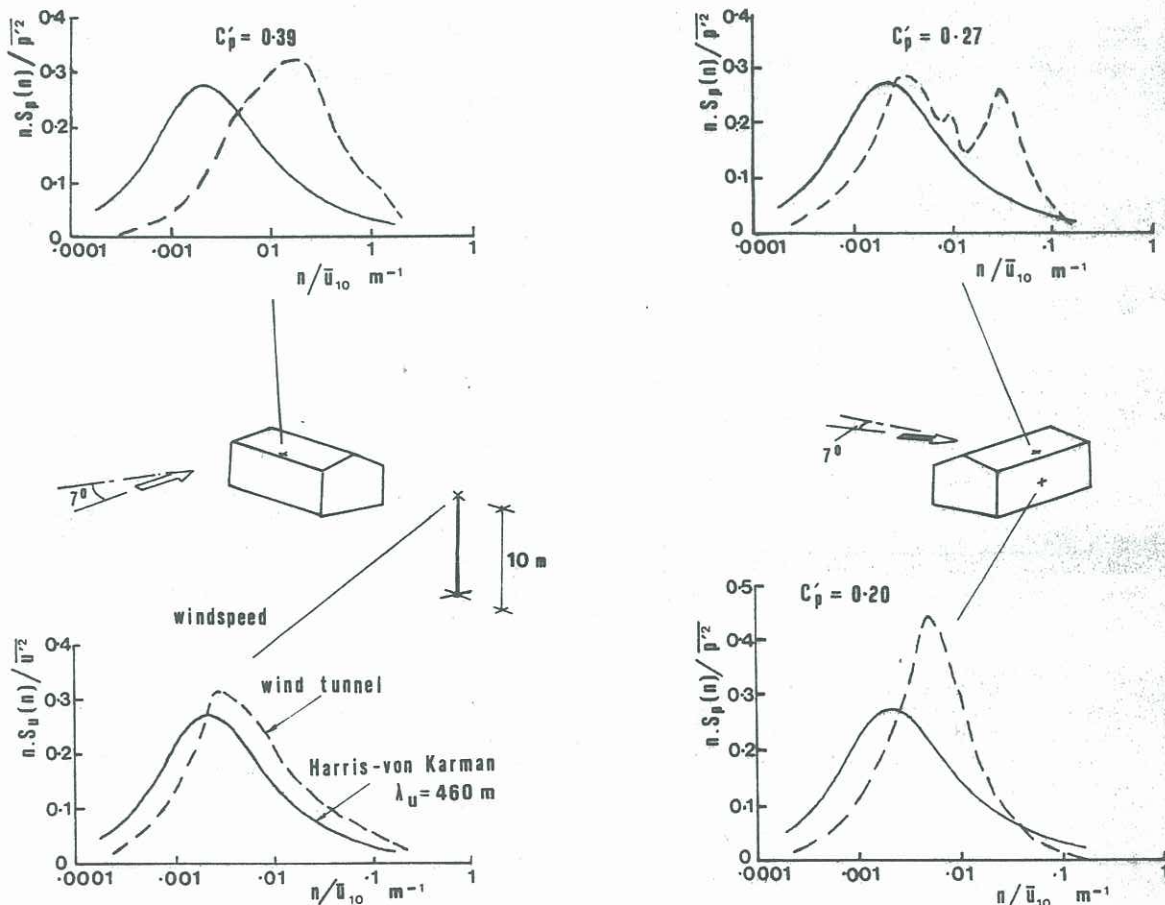 0·4
0·3
0·2
0·1
0
n.Sₚ(n)/p'²
C'ₚ = 0·39
·0001 ·001 ·01 ·1 1
n/ū₁₀ m⁻¹
0·4
0·3
0·2
0·1
0
n.Sₚ(n)/p'²
C'ₚ = 0·27
·0001 ·001 ·01 ·1 1
n/ū₁₀ m⁻¹
7⁰
7⁰
10 m
windspeed
0·4
0·3
0·2
0·1
0
n.Sᵤ(n)/u'²
wind tunnel
Harris-von Karman
λᵤ = 460 m
·0001 ·001 ·01 ·1 1
n/ū₁₀ m⁻¹
0·5
0·4
0·3
0·2
0·1
0
n.Sₚ(n)/p'²
C'ₚ = 0·20
·0001 ·001 ·01 ·1 1
n/ū₁₀ m⁻¹